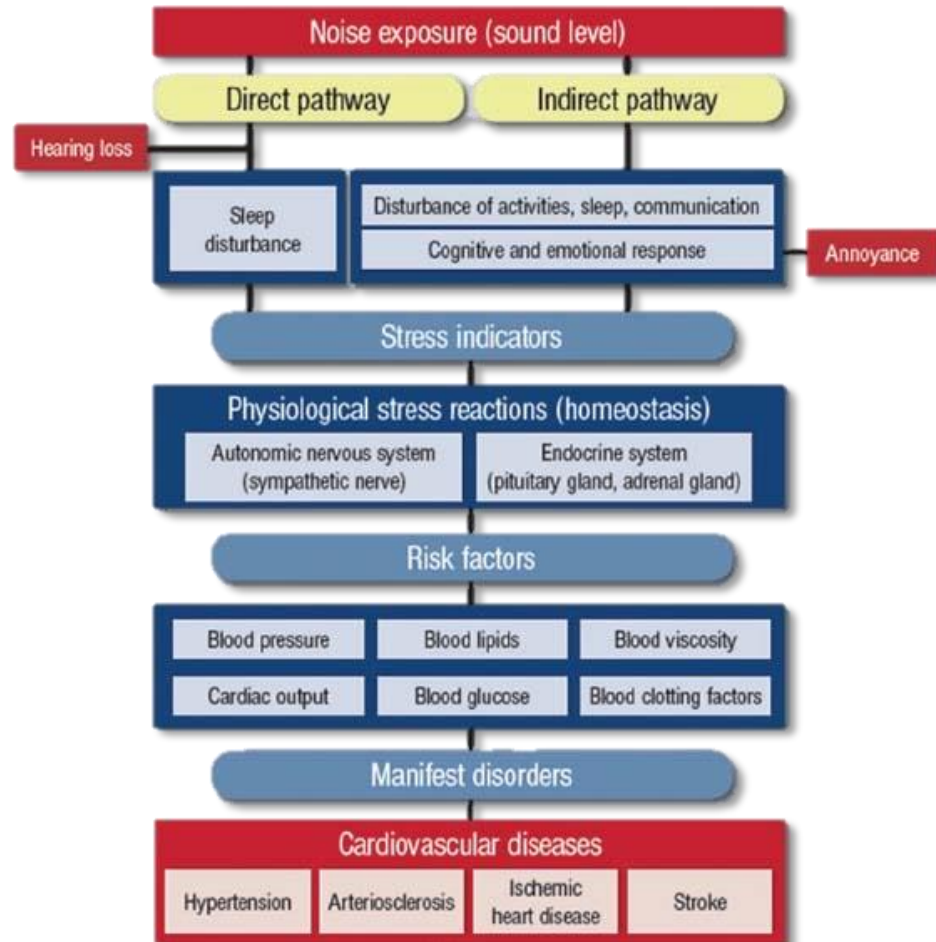 Noise exposure (sound level)
Direct pathway
Indirect pathway
Hearing loss
Sleep
disturbance
Disturbance of activities, sleep, communication
Cognitive and emotional response
Annoyance
Stress indicators
Physiological stress reactions (homeostasis)
Autonomic nervous system
(sympathetic nerve)
Endocrine system
(pituitary gland, adrenal gland)
Risk factors
Blood pressure
Blood lipids
Blood viscosity
Cardiac output
Blood glucose
Blood clotting factors
Manifest disorders
Cardiovascular diseases
Hypertension
Arteriosclerosis
Ischemic
heart disease
Stroke